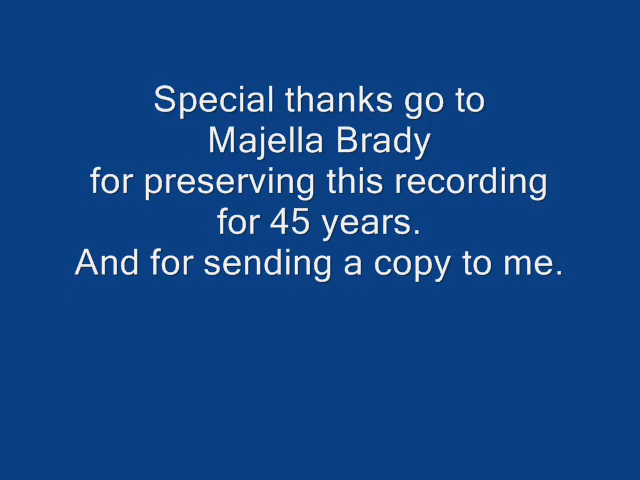 Special thanks go to
Majella Brady
for preserving this recording
for 45 years.
And for sending a copy to me.